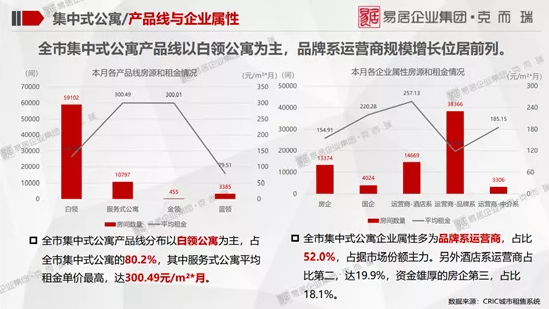 集中式公寓/产品线与企业属性
易居企业集团·克而瑞
全市集中式公寓产品线以白领公寓为主，品牌系运营商规模增长位居前列。
(间) 本月各产品线房源和租金情况 (元/m²*月)
70000
60000
50000
40000
30000
20000
10000
0
350
300
250
200
150
100
50
0
59102
10797
455
3385
300.49
300.01
79.51
白领 服务式公寓 金领 蓝领
房间数量 平均租金
(间) 本月各企业属性房源和租金情况 (元/m²*月)
50000
40000
30000
20000
10000
0
300
240
180
120
60
0
154.91
220.28
257.13
185.15
13374
4024
14669
38366
3306
房企 国企 运营商-酒店系 运营商-品牌系 运营商-中介系
房间数量 平均租金
全市集中式公寓产品线分布以白领公寓为主，占
全市集中式公寓的80.2%，其中服务式公寓平均
租金单价最高，达300.49元/m²*月。
全市集中式公寓企业属性多为品牌系运营商，占比
52.0%，占据市场份额主力。另外酒店系运营商占
比第二，达19.9%，资金雄厚的房企第三，占比
18.1%。
数据来源：CRIC城市租售系统